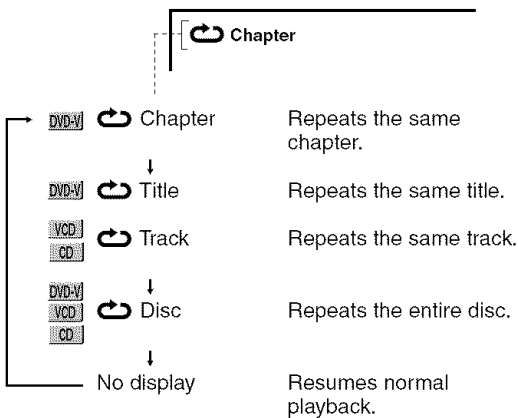 Chapter
DVD-V Chapter Repeats the same
chapter.
DVD-V Title Repeats the same title.
VCD
CD
Track Repeats the same track.
DVD-V
VCD
CD
Disc Repeats the entire disc.
No display Resumes normal
playback.